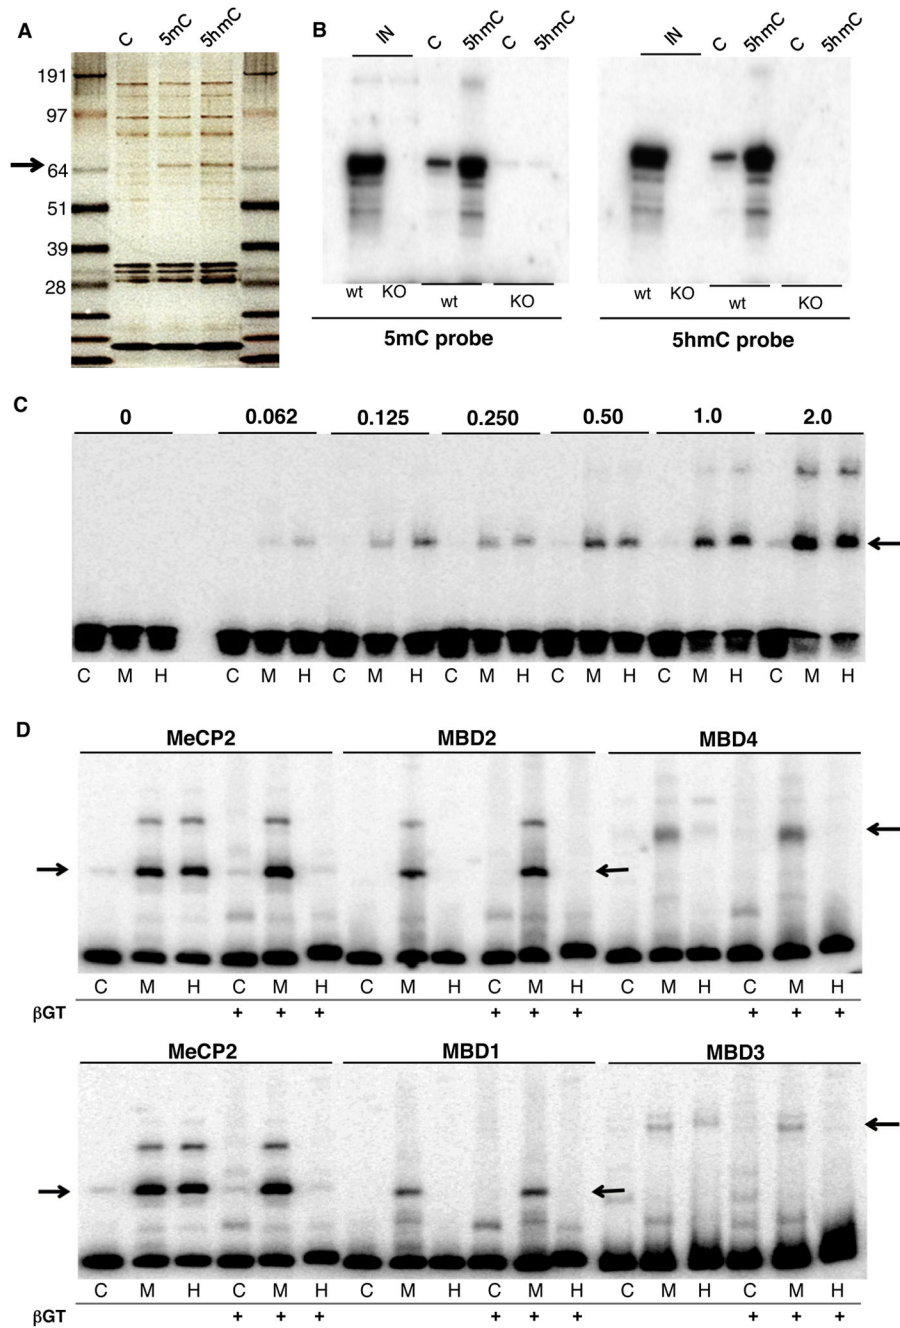 A
C 5mC 5hmC
191
97
64
51
39
28
B
IN C 5hmC C 5hmC
wt KO wt KO
5mC probe
IN C 5hmC C 5hmC
wt KO wt KO
5hmC probe
C
0 0.062 0.125 0.250 0.50 1.0 2.0
C M H C M H C M H C M H C M H C M H C M H
D
MeCP2 MBD2 MBD4
C M H C M H C M H C M H C M H C M H
βGT + + + + + + + + +
MeCP2 MBD1 MBD3
C M H C M H C M H C M H C M H C M H
βGT + + + + + + + + +